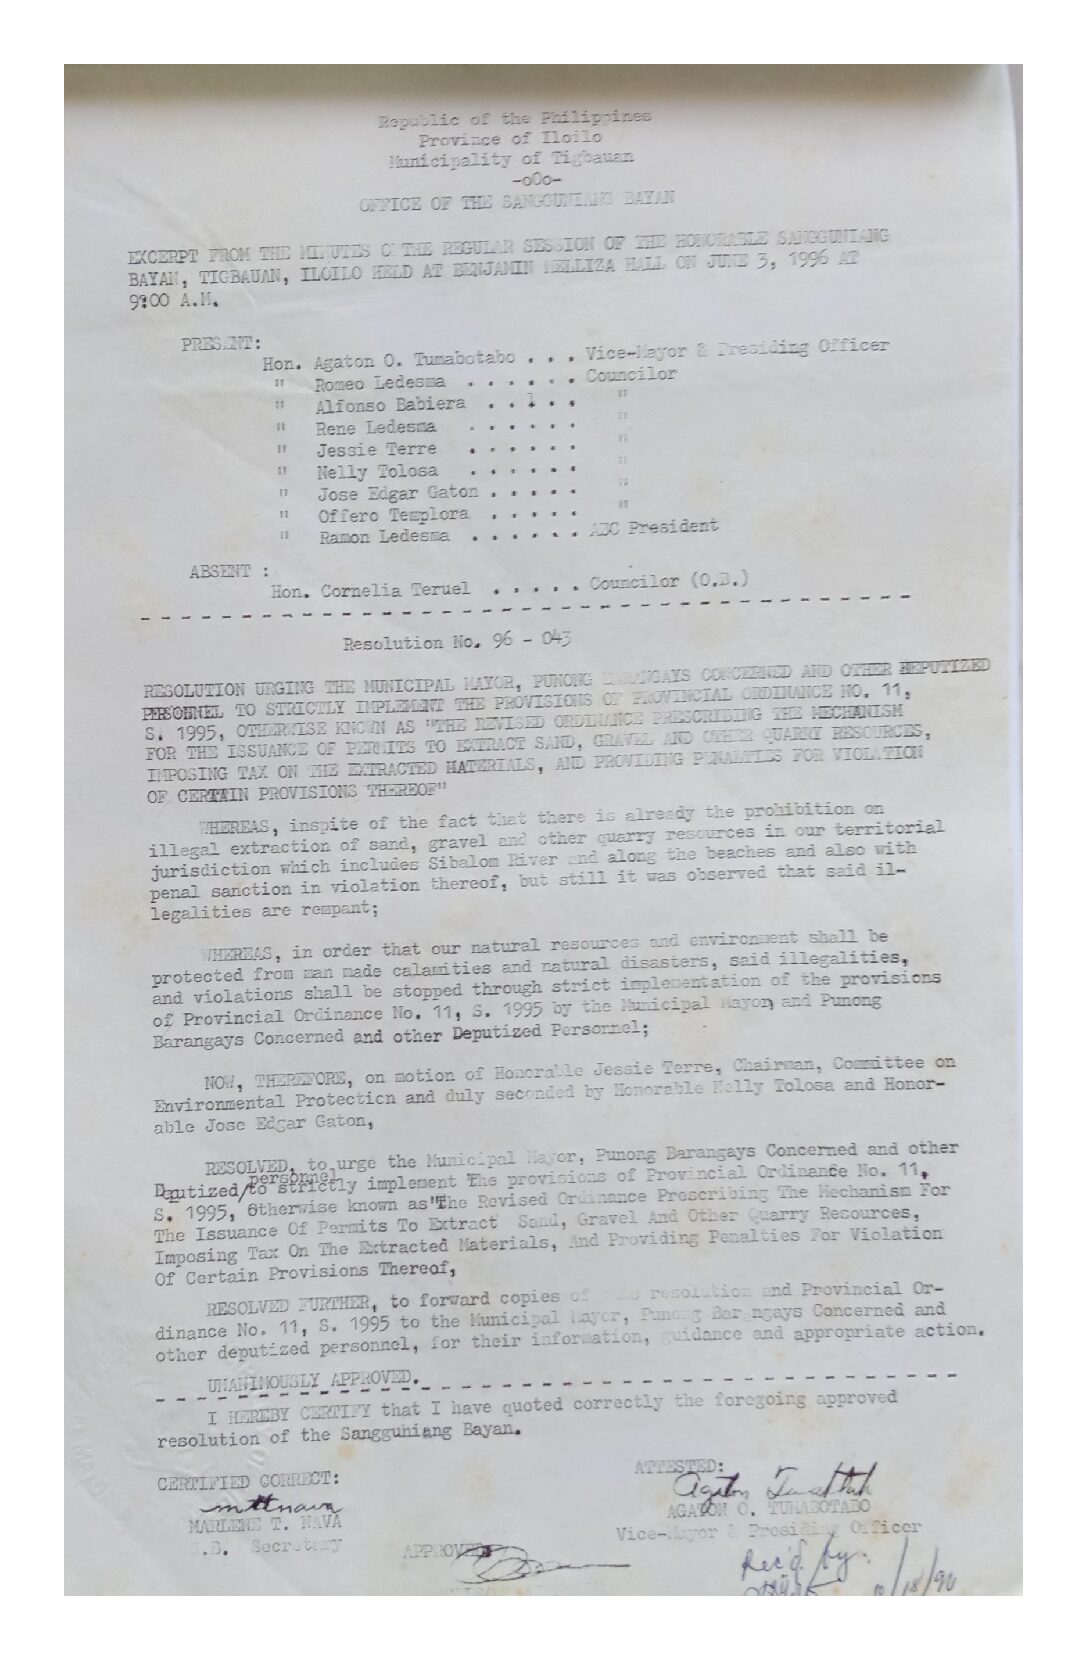 Republic of the Philippines
Province of Iloilo
Municipality of Tigbauan
-oOo-
OFFICE OF THE SANGGUNIANG BAYAN
EXCERPT FROM THE MINUTES OF THE REGULAR SESSION OF THE HONORABLE SANGGUNIANG
BAYAN, TIGBAUAN, ILOILO HELD AT BENJAMIN MELLIZA HALL ON JUNE 3, 1996 AT
9:00 A.M.
PRESENT:
Hon. Agaton O. Tumabotabo . . . Vice-Mayor & Presiding Officer
" Romeo Ledesma . . . . . . Councilor
" Alfonso Babiera . . . . . "
" Rene Ledesma . . . . . . "
" Jessie Terre . . . . . . "
" Nelly Tolosa . . . . . . "
" Jose Edgar Gaton . . . . . "
" Offero Templora . . . . . "
" Ramon Ledesma . . . . . . ABC President
ABSENT :
Hon. Cornelia Teruel . . . . . Councilor (O.B.)
Resolution No. 96 - 043
RESOLUTION URGING THE MUNICIPAL MAYOR, PUNONG BARANGAYS CONCERNED AND OTHER DEPUTIZED
PERSONNEL TO STRICTLY IMPLEMENT THE PROVISIONS OF PROVINCIAL ORDINANCE NO. 11,
S. 1995, OTHERWISE KNOWN AS "THE REVISED ORDINANCE PRESCRIBING THE MECHANISM
FOR THE ISSUANCE OF PERMITS TO EXTRACT SAND, GRAVEL AND OTHER QUARRY RESOURCES,
IMPOSING TAX ON THE EXTRACTED MATERIALS, AND PROVIDING PENALTIES FOR VIOLATION
OF CERTAIN PROVISIONS THEREOF"
WHEREAS, inspite of the fact that there is already the prohibition on
illegal extraction of sand, gravel and other quarry resources in our territorial
jurisdiction which includes Sibalom River and along the beaches and also with
penal sanction in violation thereof, but still it was observed that said il-
legalities are rempant;
WHEREAS, in order that our natural resources and environment shall be
protected from man made calamities and natural disasters, said illegalities,
and violations shall be stopped through strict implementation of the provisions
of Provincial Ordinance No. 11, S. 1995 by the Municipal Mayor, and Punong
Barangays Concerned and other Deputized Personnel;
NOW, THEREFORE, on motion of Honorable Jessie Terre, Chairman, Committee on
Environmental Protection and duly seconded by Honorable Nelly Tolosa and Honor-
able Jose Edgar Gaton,
RESOLVED, to urge the Municipal Mayor, Punong Barangays Concerned and other
Deputized/personnel to strictly implement The provisions of Provincial Ordinance No. 11,
S. 1995, Otherwise known as "The Revised Ordinance Prescribing The Mechanism For
The Issuance Of Permits To Extract Sand, Gravel And Other Quarry Resources,
Imposing Tax On The Extracted Materials, And Providing Penalties For Violation
Of Certain Provisions Thereof,
RESOLVED FURTHER, to forward copies of this resolution and Provincial Or-
dinance No. 11, S. 1995 to the Municipal Mayor, Punong Barangays Concerned and
other deputized personnel, for their information, guidance and appropriate action.
UNANIMOUSLY APPROVED.
I HEREBY CERTIFY that I have quoted correctly the foregoing approved
resolution of the Sangguniang Bayan.
CERTIFIED CORRECT:
mttnava
MARLENE T. NAVA
S.B. Secretary
ATTESTED:
AGATON O. TUMABOTABO
Vice-Mayor & Presiding Officer
APPROVED:
Rec'd. by:
10/18/96